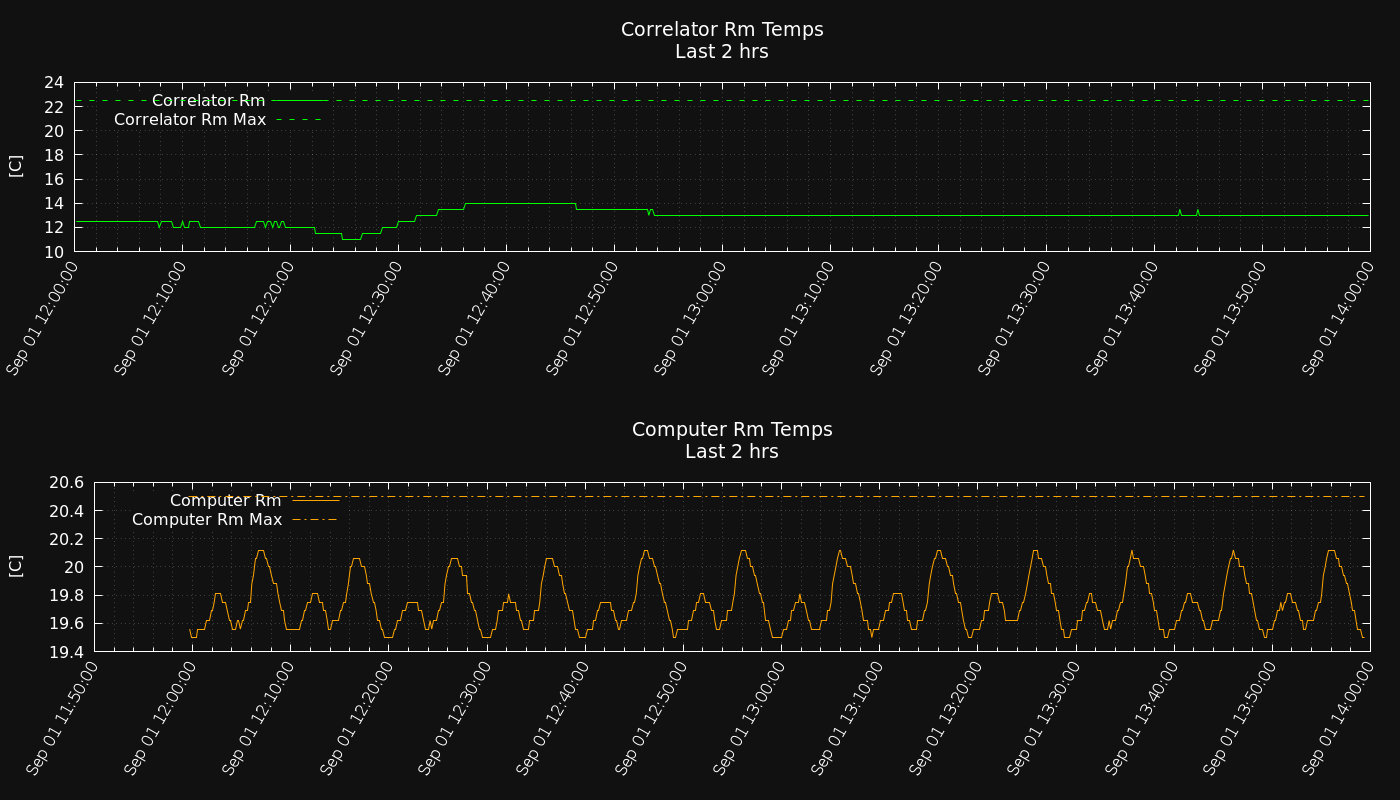 Correlator Rm Temps
Last 2 hrs
24
22
20
18
16
14
12
10
[C]
Correlator Rm
Correlator Rm Max
Sep 01 12:00:00
Sep 01 12:10:00
Sep 01 12:20:00
Sep 01 12:30:00
Sep 01 12:40:00
Sep 01 12:50:00
Sep 01 13:00:00
Sep 01 13:10:00
Sep 01 13:20:00
Sep 01 13:30:00
Sep 01 13:40:00
Sep 01 13:50:00
Sep 01 14:00:00
Computer Rm Temps
Last 2 hrs
20.6
20.4
20.2
20
19.8
19.6
19.4
[C]
Computer Rm
Computer Rm Max
Sep 01 11:50:00
Sep 01 12:00:00
Sep 01 12:10:00
Sep 01 12:20:00
Sep 01 12:30:00
Sep 01 12:40:00
Sep 01 12:50:00
Sep 01 13:00:00
Sep 01 13:10:00
Sep 01 13:20:00
Sep 01 13:30:00
Sep 01 13:40:00
Sep 01 13:50:00
Sep 01 14:00:00